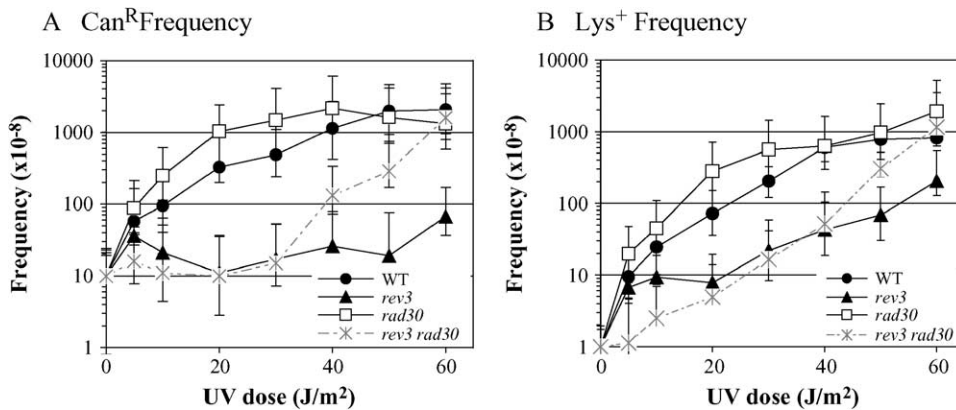 A Can^R Frequency
10000
1000
100
10
1
Frequency (x10^-8)
0 20 40 60
UV dose (J/m²)
WT
rev3
rad30
rev3 rad30
B Lys⁺ Frequency
10000
1000
100
10
1
Frequency (x10^-8)
0 20 40 60
UV dose (J/m²)
WT
rev3
rad30
rev3 rad30